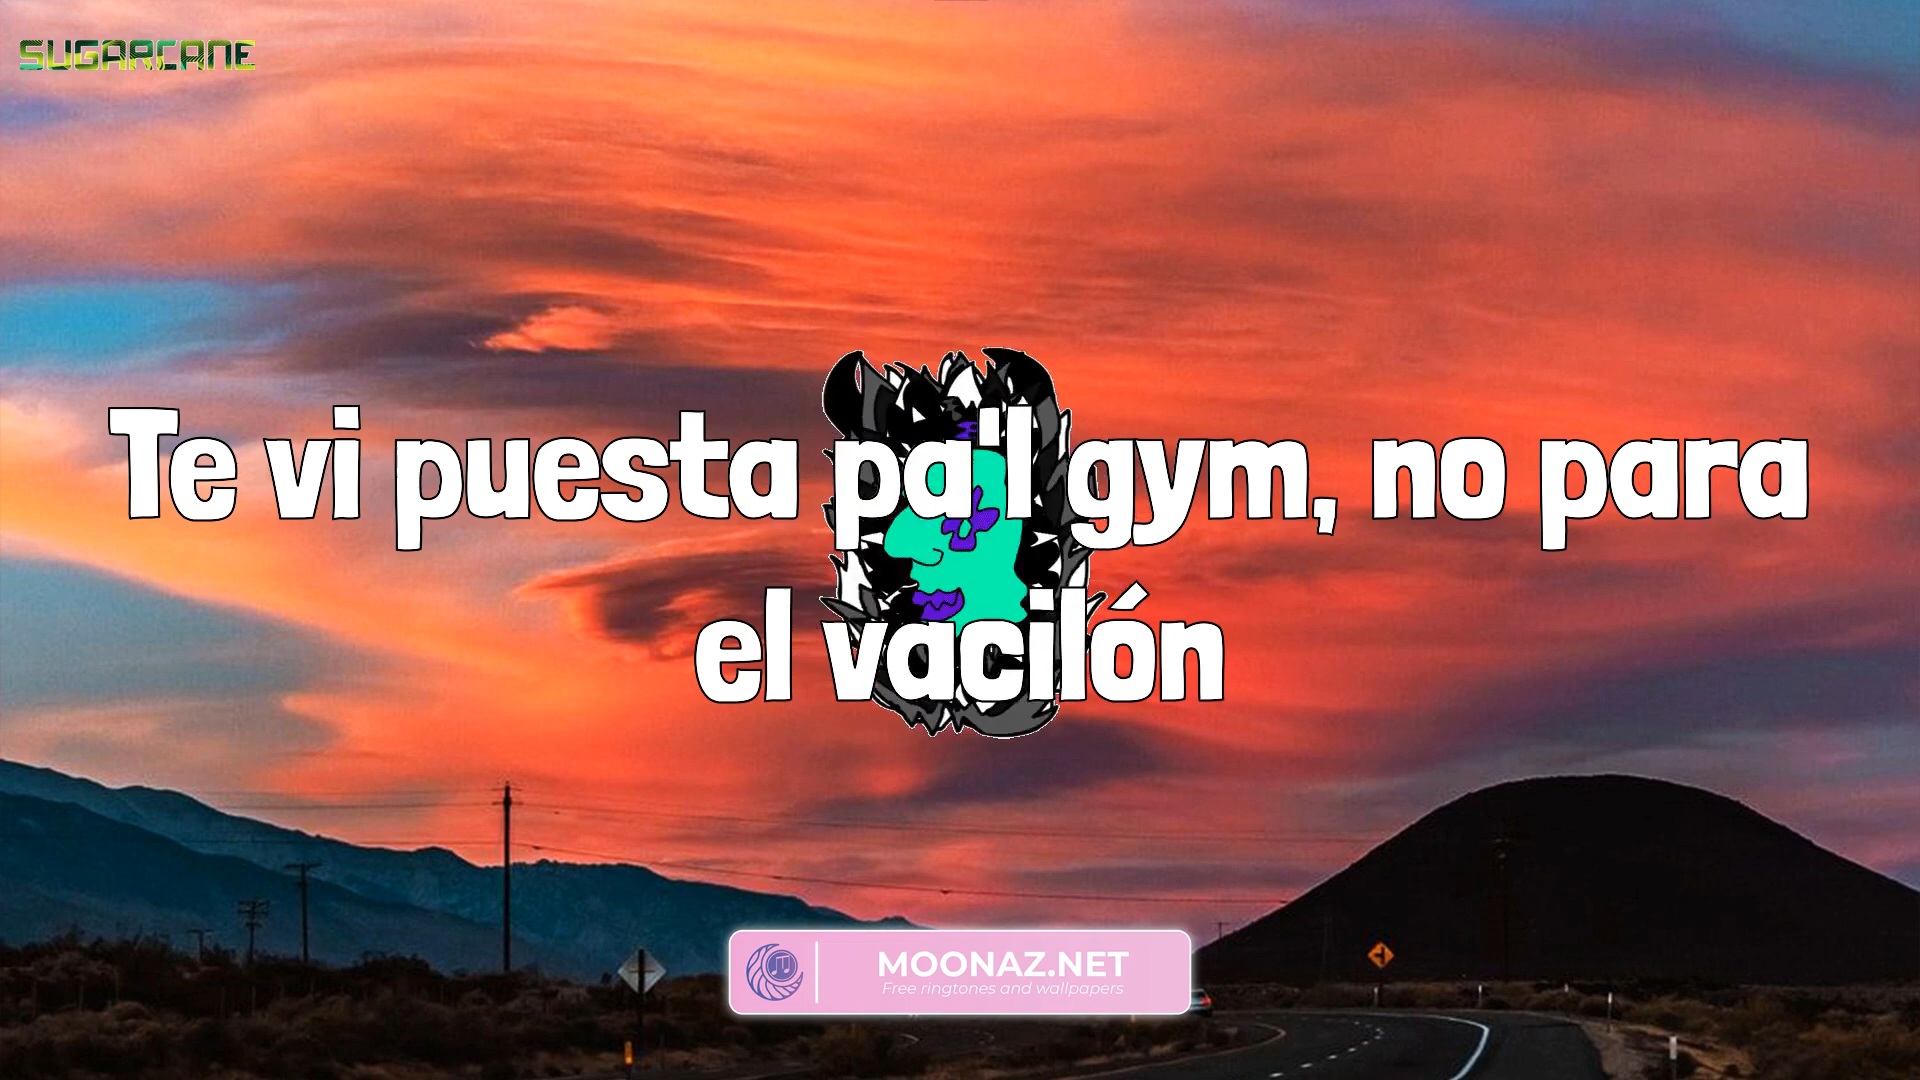 SUGARCANE
Te vi puesta pa'l gym, no para
el vacilón
MOONAZ.NET
Free ringtones and wallpapers